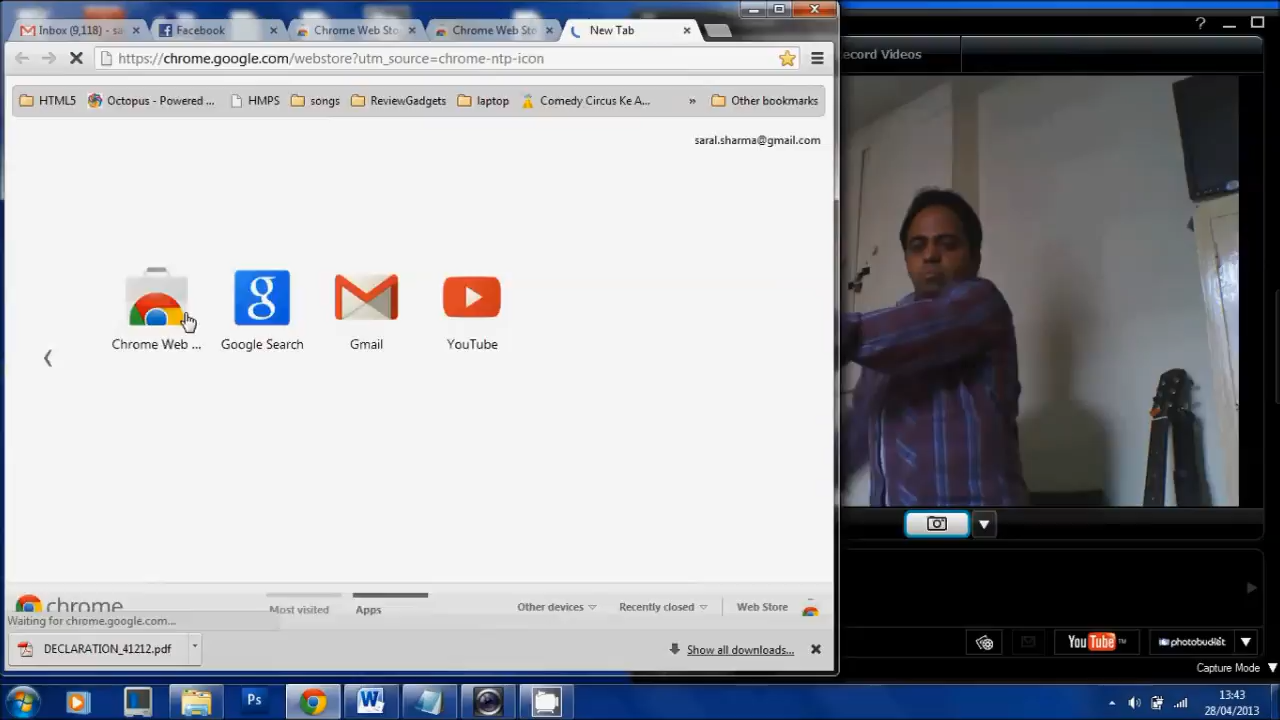 Inbox (9,118) - sa
Facebook
Chrome Web Sto
Chrome Web Sto
New Tab
https://chrome.google.com/webstore?utm_source=chrome-ntp-icon
HTML5
Octopus - Powered ...
HMPS
songs
ReviewGadgets
laptop
Comedy Circus Ke A...
»
Other bookmarks
saral.sharma@gmail.com
Chrome Web ...
Google Search
Gmail
YouTube
chrome
Most visited
Apps
Other devices
Recently closed
Web Store
Waiting for chrome.google.com...
DECLARATION_41212.pdf
Show all downloads...
?
ecord Videos
YouTube™
photobucket
Capture Mode
Ps
13:43
28/04/2013